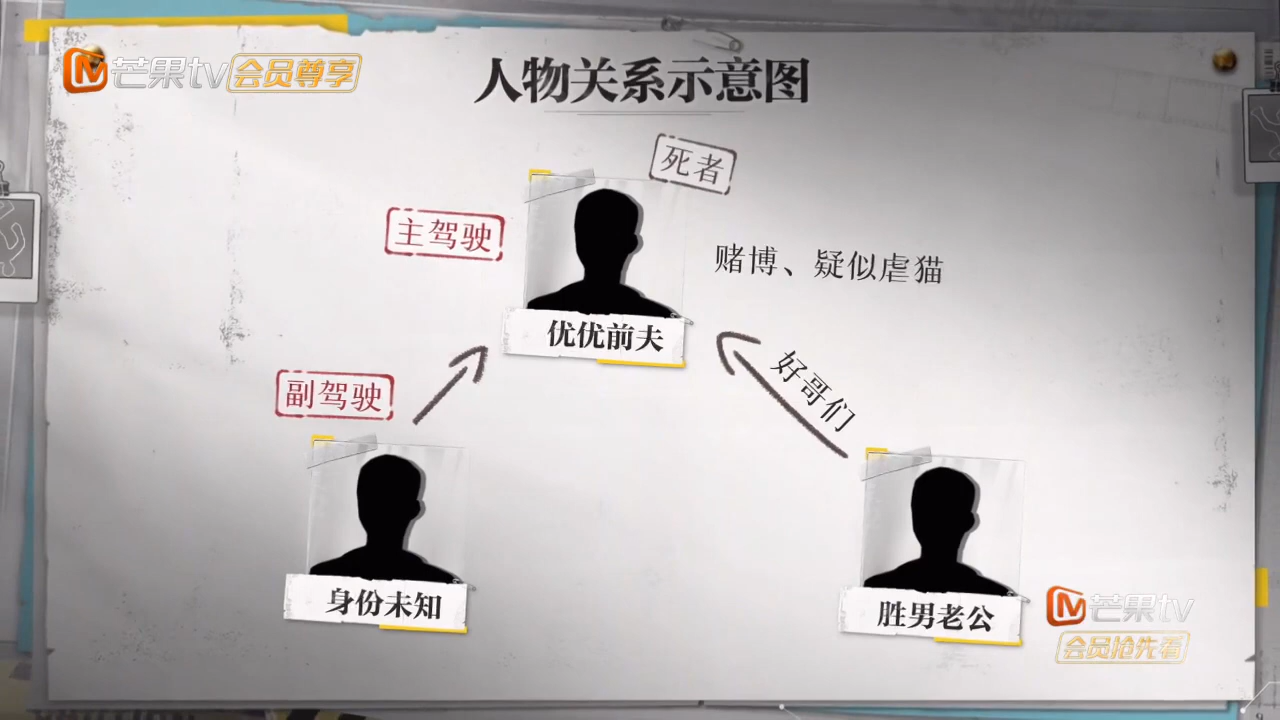 芒果tv会员尊享
人物关系示意图
死者
主驾驶
赌博、疑似虐猫
优优前夫
好哥们
副驾驶
身份未知
胜男老公
芒果tv
会员抢先看